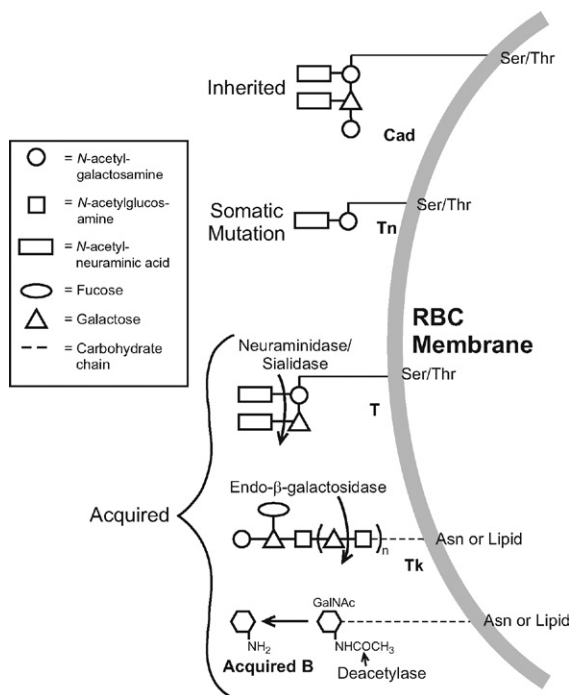 Ser/Thr
Inherited
Cad
= N-acetyl-
galactosamine
= N-acetylglucos-
amine
= N-acetyl-
neuraminic acid
= Fucose
= Galactose
= Carbohydrate
chain
Somatic
Mutation
Tn
Ser/Thr
RBC
Membrane
Neuraminidase/
Sialidase
Ser/Thr
T
Acquired
Endo-β-galactosidase
n
Asn or Lipid
Tk
GalNAc
Asn or Lipid
NH2
NHCOCH3
Acquired B
Deacetylase